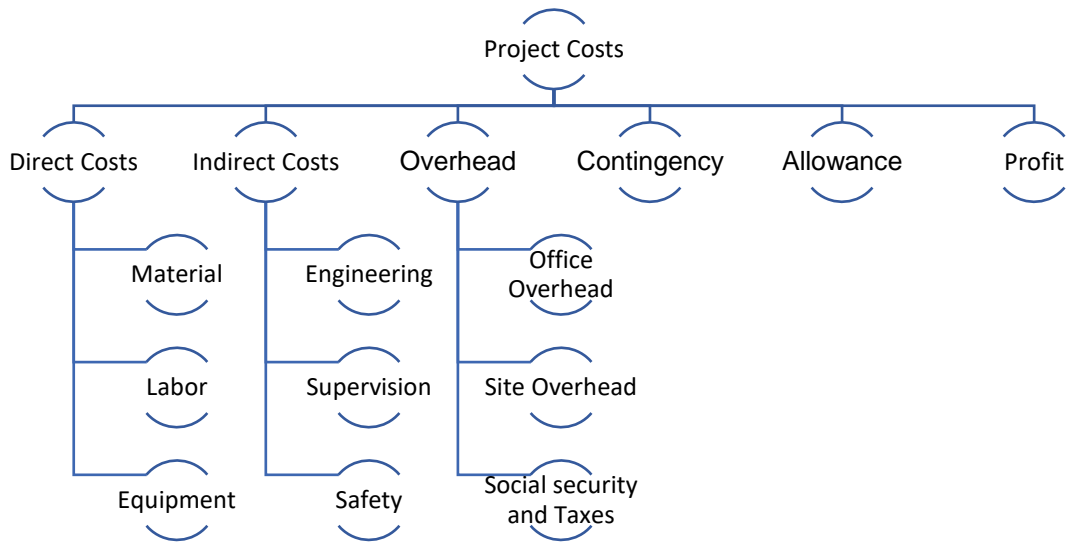 Project Costs
Direct Costs
Indirect Costs
Overhead
Contingency
Allowance
Profit
Material
Engineering
Office
Overhead
Labor
Supervision
Site Overhead
Equipment
Safety
Social security
and Taxes